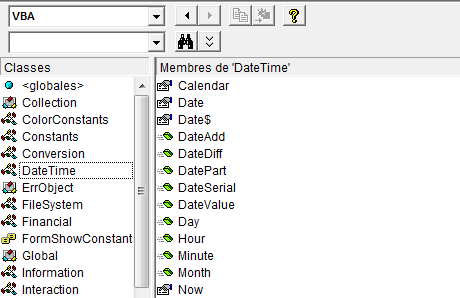 VBA
Classes
<globales>
Collection
ColorConstants
Constants
Conversion
DateTime
ErrObject
FileSystem
Financial
FormShowConstant
Global
Information
Interaction
Membres de 'DateTime'
Calendar
Date
Date$
DateAdd
DateDiff
DatePart
DateSerial
DateValue
Day
Hour
Minute
Month
Now